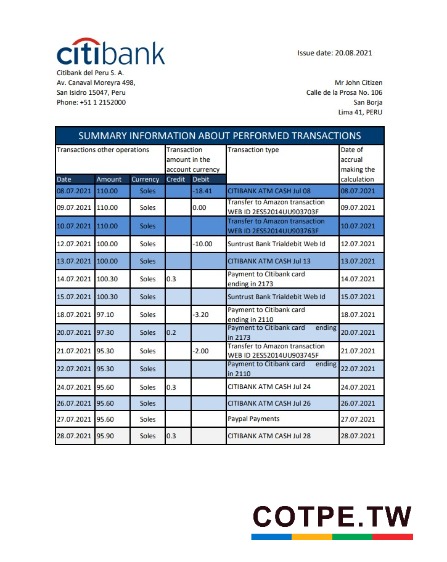 citibank
Issue date: 20.08.2021
Citibank del Peru S. A.
Av. Canaval Moreyra 498,
San Isidro 15047, Peru
Phone: +51 1 2152000
Mr John Citizen
Calle de la Prosa No. 106
San Borja
Lima 41, PERU
SUMMARY INFORMATION ABOUT PERFORMED TRANSACTIONS
Transactions other operations
Transaction
amount in the
account currency
Transaction type
Date of
accrual
making the
calculation
Date Amount Currency Credit Debit
08.07.2021 110.00 Soles -18.41 CITIBANK ATM CASH Jul 08 08.07.2021
09.07.2021 110.00 Soles 0.00 Transfer to Amazon transaction 09.07.2021
WEB ID 2ES52014UU903703F
10.07.2021 110.00 Soles Transfer to Amazon transaction 10.07.2021
WEB ID 2ES52014UU903763F
12.07.2021 100.00 Soles -10.00 Suntrust Bank Trialdebit Web Id 12.07.2021
13.07.2021 100.00 Soles CITIBANK ATM CASH Jul 13 13.07.2021
14.07.2021 100.30 Soles 0.3 Payment to Citibank card 14.07.2021
ending in 2173
15.07.2021 100.30 Soles Suntrust Bank Trialdebit Web Id 15.07.2021
18.07.2021 97.10 Soles -3.20 Payment to Citibank card 18.07.2021
ending in 2110
20.07.2021 97.30 Soles 0.2 Payment to Citibank card ending 20.07.2021
in 2173
21.07.2021 95.30 Soles -2.00 Transfer to Amazon transaction 21.07.2021
WEB ID 2ES52014UU903745F
22.07.2021 95.30 Soles Payment to Citibank card ending 22.07.2021
in 2110
24.07.2021 95.60 Soles 0.3 CITIBANK ATM CASH Jul 24 24.07.2021
26.07.2021 95.60 Soles CITIBANK ATM CASH Jul 26 26.07.2021
27.07.2021 95.60 Soles Paypal Payments 27.07.2021
28.07.2021 95.90 Soles 0.3 CITIBANK ATM CASH Jul 28 28.07.2021
COTPE.TW